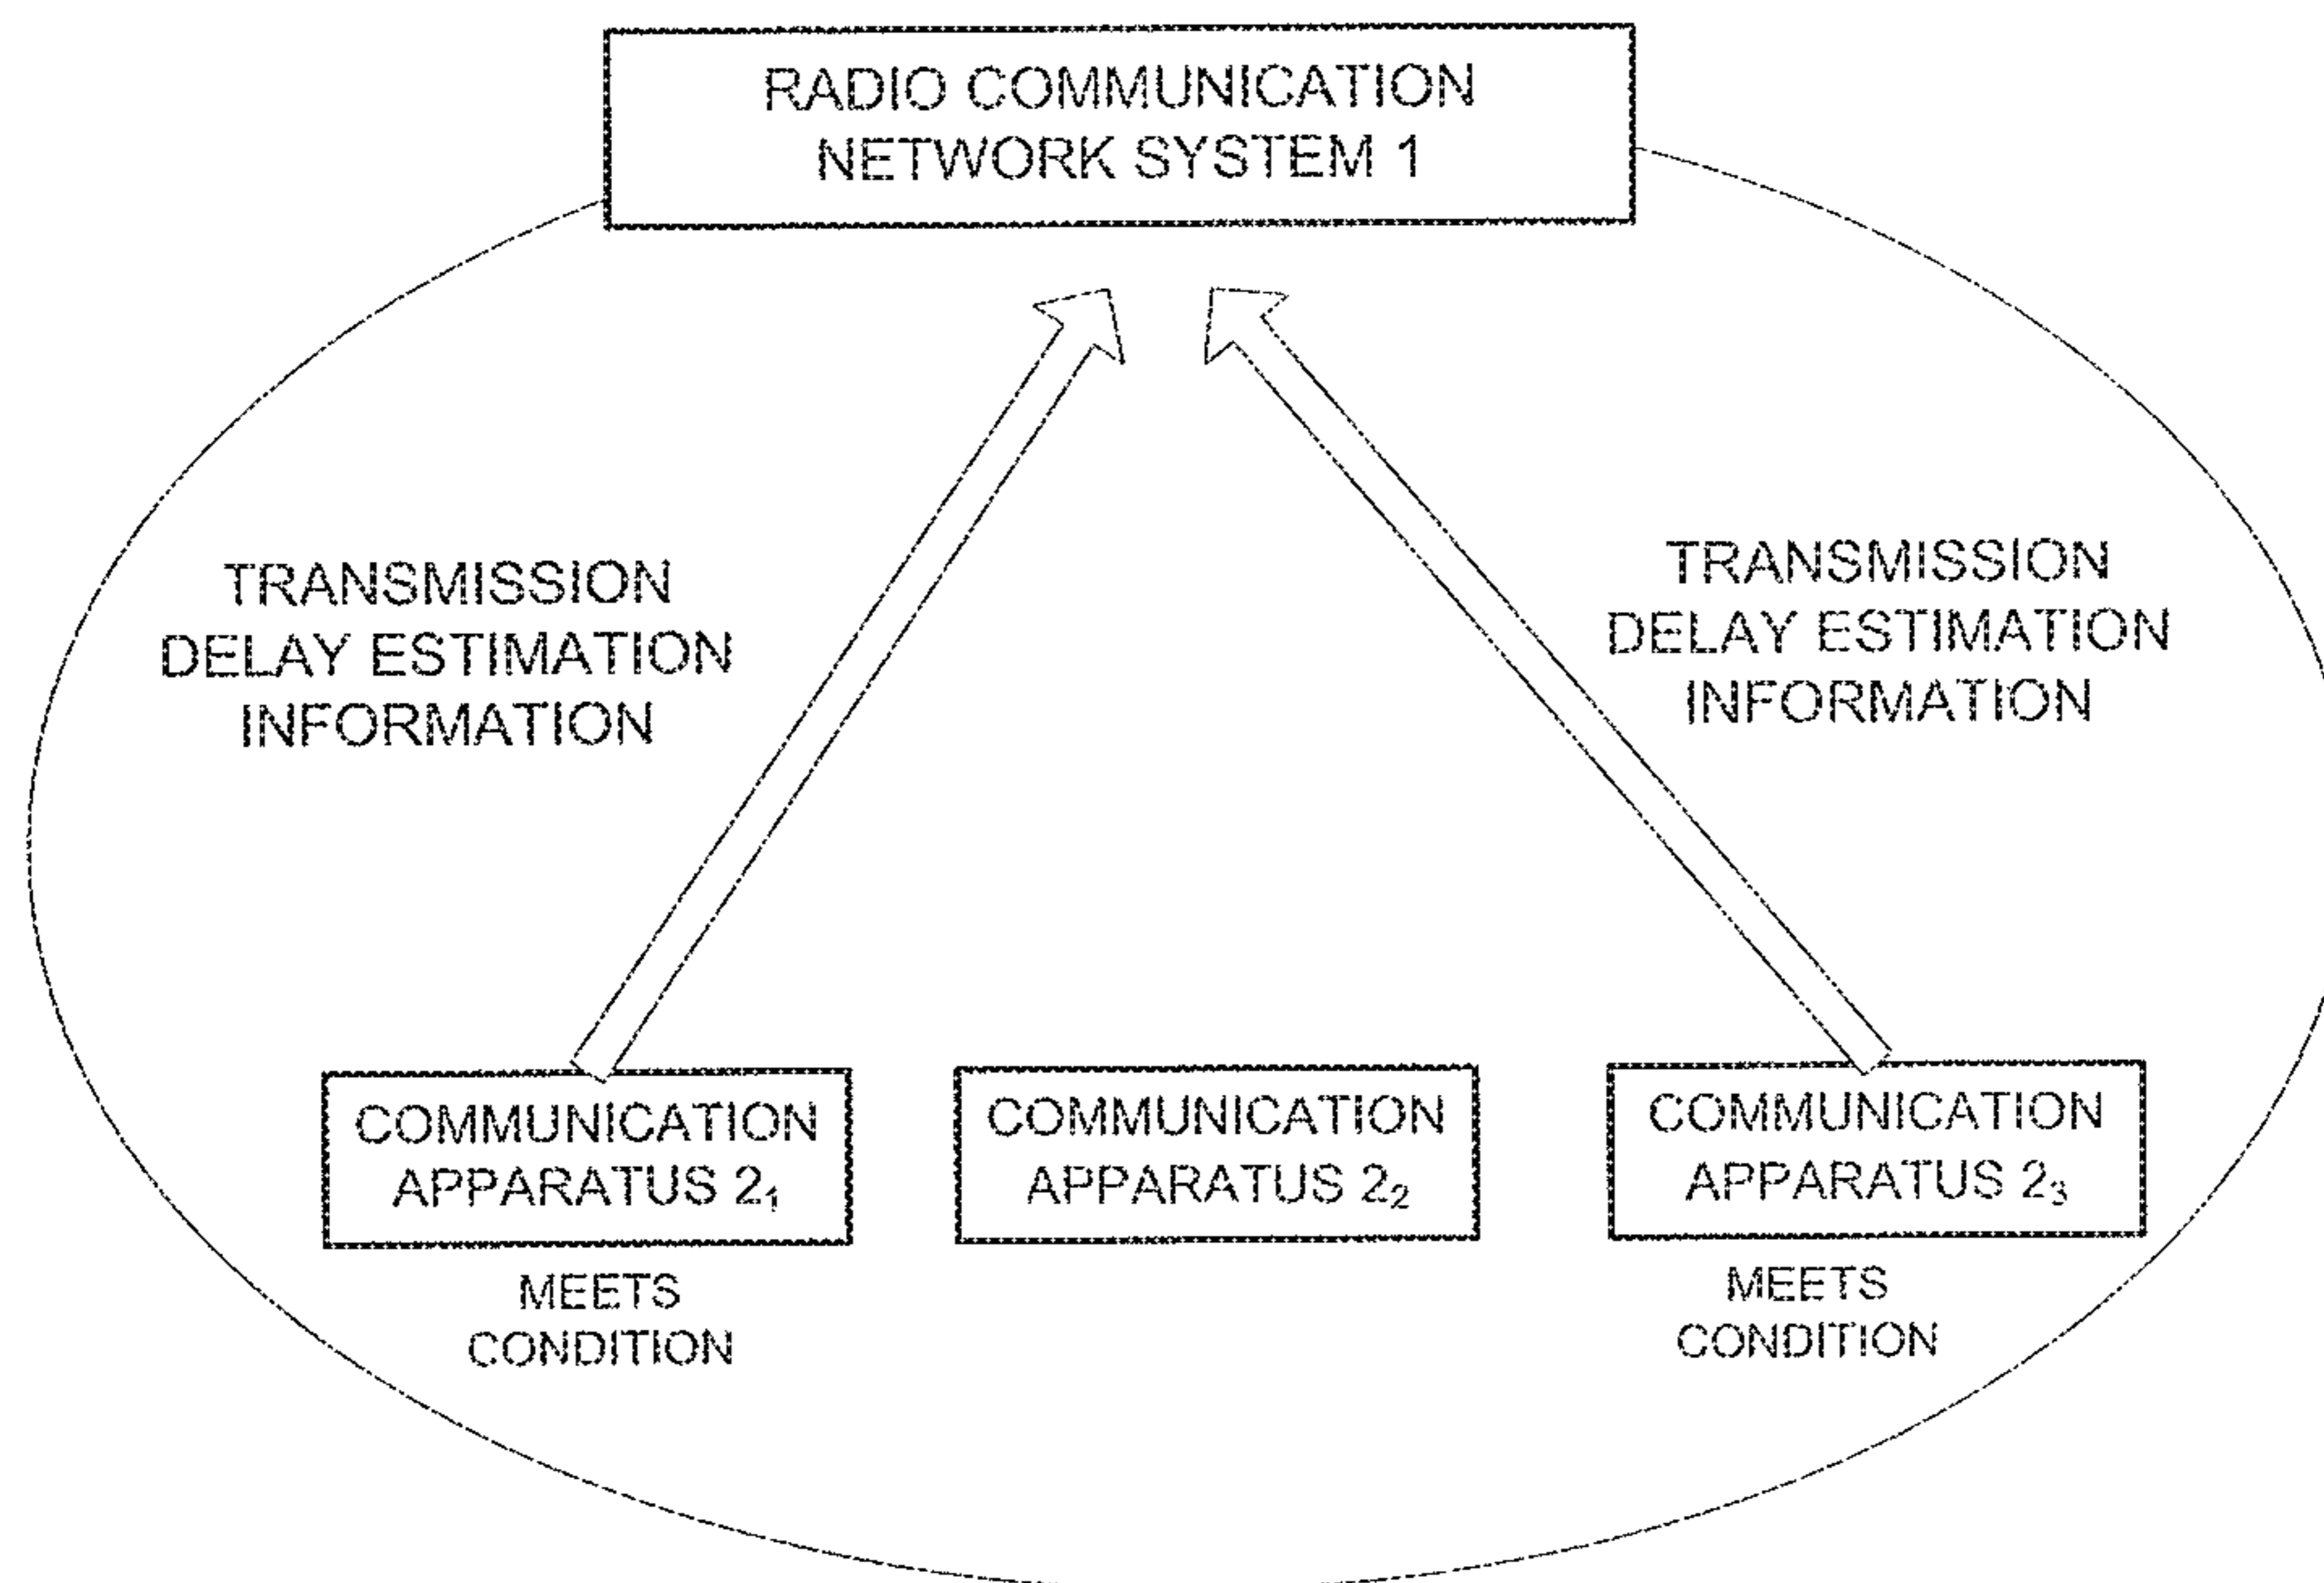 RADIO COMMUNICATION
NETWORK SYSTEM 1
TRANSMISSION
DELAY ESTIMATION
INFORMATION
TRANSMISSION
DELAY ESTIMATION
INFORMATION
COMMUNICATION
APPARATUS 2₁
MEETS
CONDITION
COMMUNICATION
APPARATUS 2₂
COMMUNICATION
APPARATUS 2₃
MEETS
CONDITION